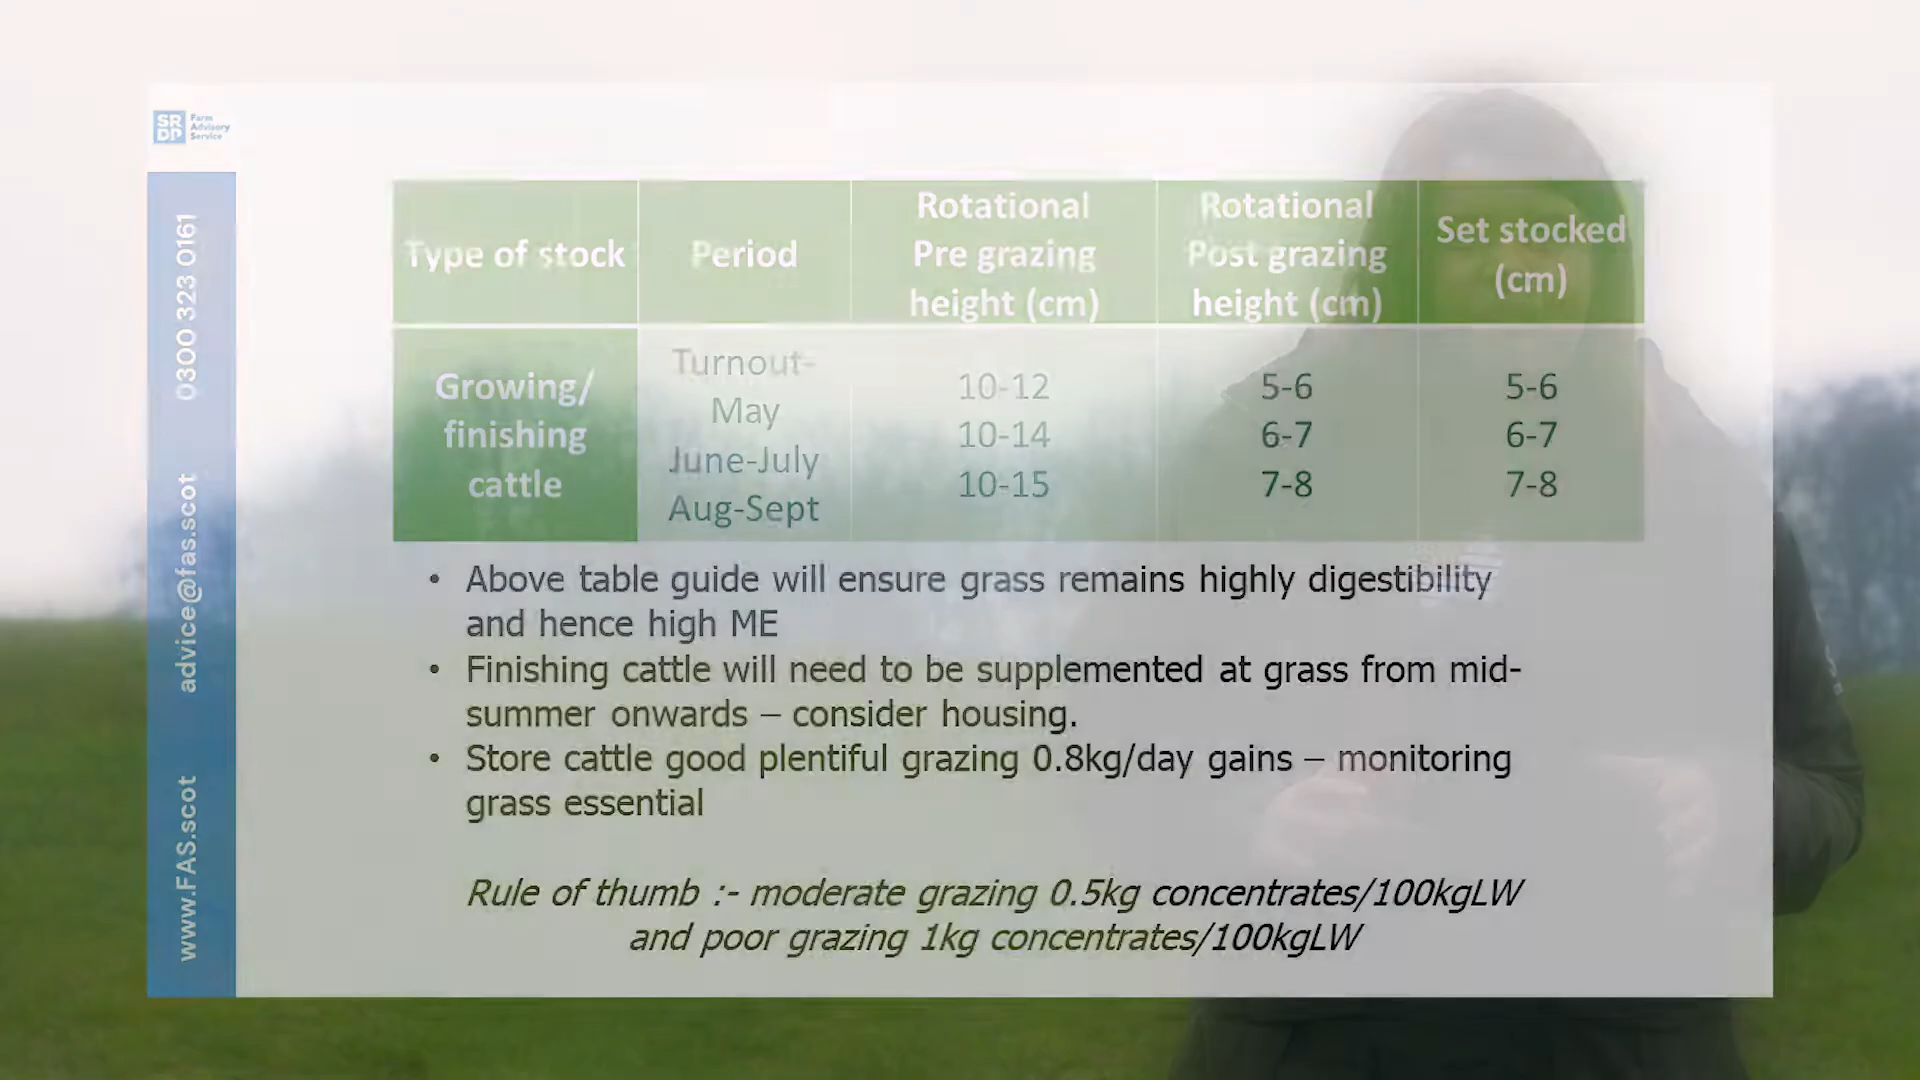 SR
DP
Farm
Advisory
Service
0300 323 0161
advice@fas.scot
www.FAS.scot
Type of stock
Period
Rotational
Pre grazing
height (cm)
Rotational
Post grazing
height (cm)
Set stocked
(cm)
Growing/
finishing
cattle
Turnout-
May
June-July
Aug-Sept
10-12
10-14
10-15
5-6
6-7
7-8
5-6
6-7
7-8
• Above table guide will ensure grass remains highly digestibility
and hence high ME
• Finishing cattle will need to be supplemented at grass from mid-
summer onwards – consider housing.
• Store cattle good plentiful grazing 0.8kg/day gains – monitoring
grass essential
Rule of thumb :- moderate grazing 0.5kg concentrates/100kgLW
and poor grazing 1kg concentrates/100kgLW